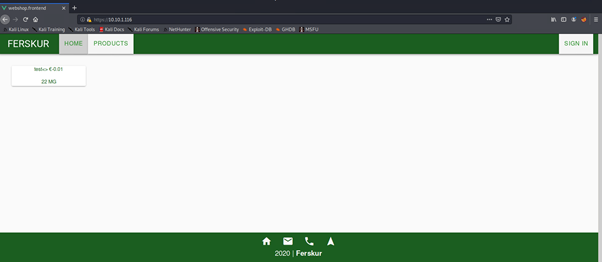 webshop.frontend
https://10.10.1.116
Kali Linux Kali Training Kali Tools Kali Docs Kali Forums NetHunter Offensive Security Exploit-DB GHDB MSFU
FERSKUR HOME PRODUCTS SIGN IN
test<> €-0.01
22 MG
2020 | Ferskur